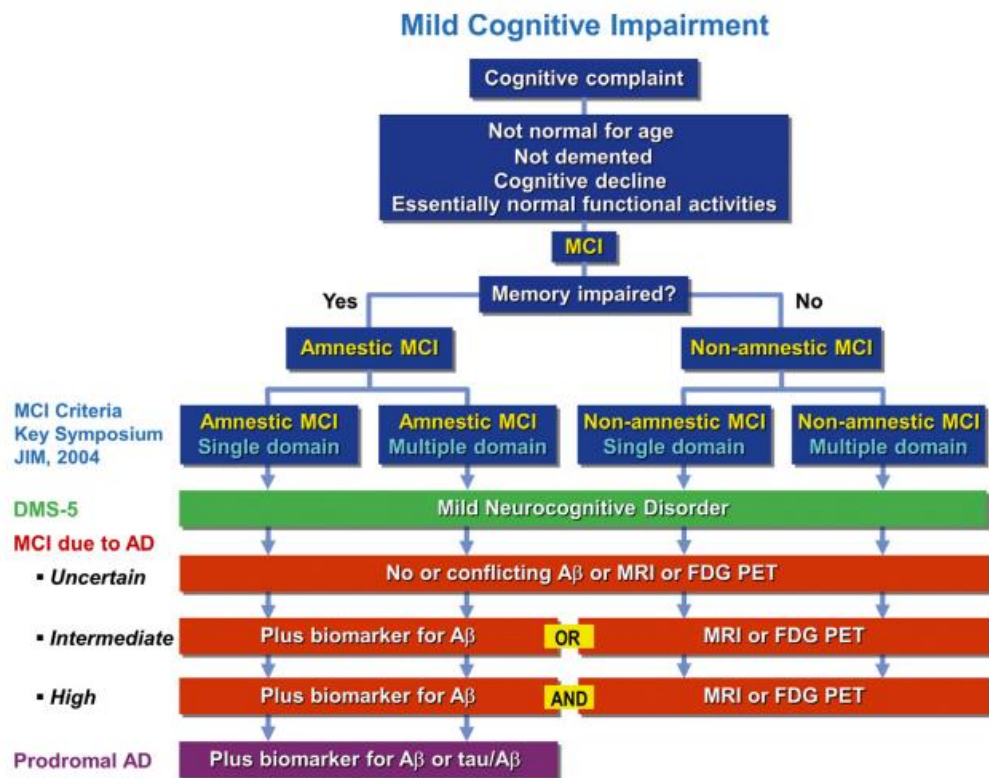 Mild Cognitive Impairment
Cognitive complaint
Not normal for age
Not demented
Cognitive decline
Essentially normal functional activities
MCI
Memory impaired?
Yes
No
Amnestic MCI
Non-amnestic MCI
MCI Criteria
Key Symposium
JIM, 2004
Amnestic MCI
Single domain
Amnestic MCI
Multiple domain
Non-amnestic MCI
Single domain
Non-amnestic MCI
Multiple domain
DMS-5
Mild Neurocognitive Disorder
MCI due to AD
▪ Uncertain
No or conflicting Aβ or MRI or FDG PET
▪ Intermediate
Plus biomarker for Aβ
OR
MRI or FDG PET
▪ High
Plus biomarker for Aβ
AND
MRI or FDG PET
Prodromal AD
Plus biomarker for Aβ or tau/Aβ